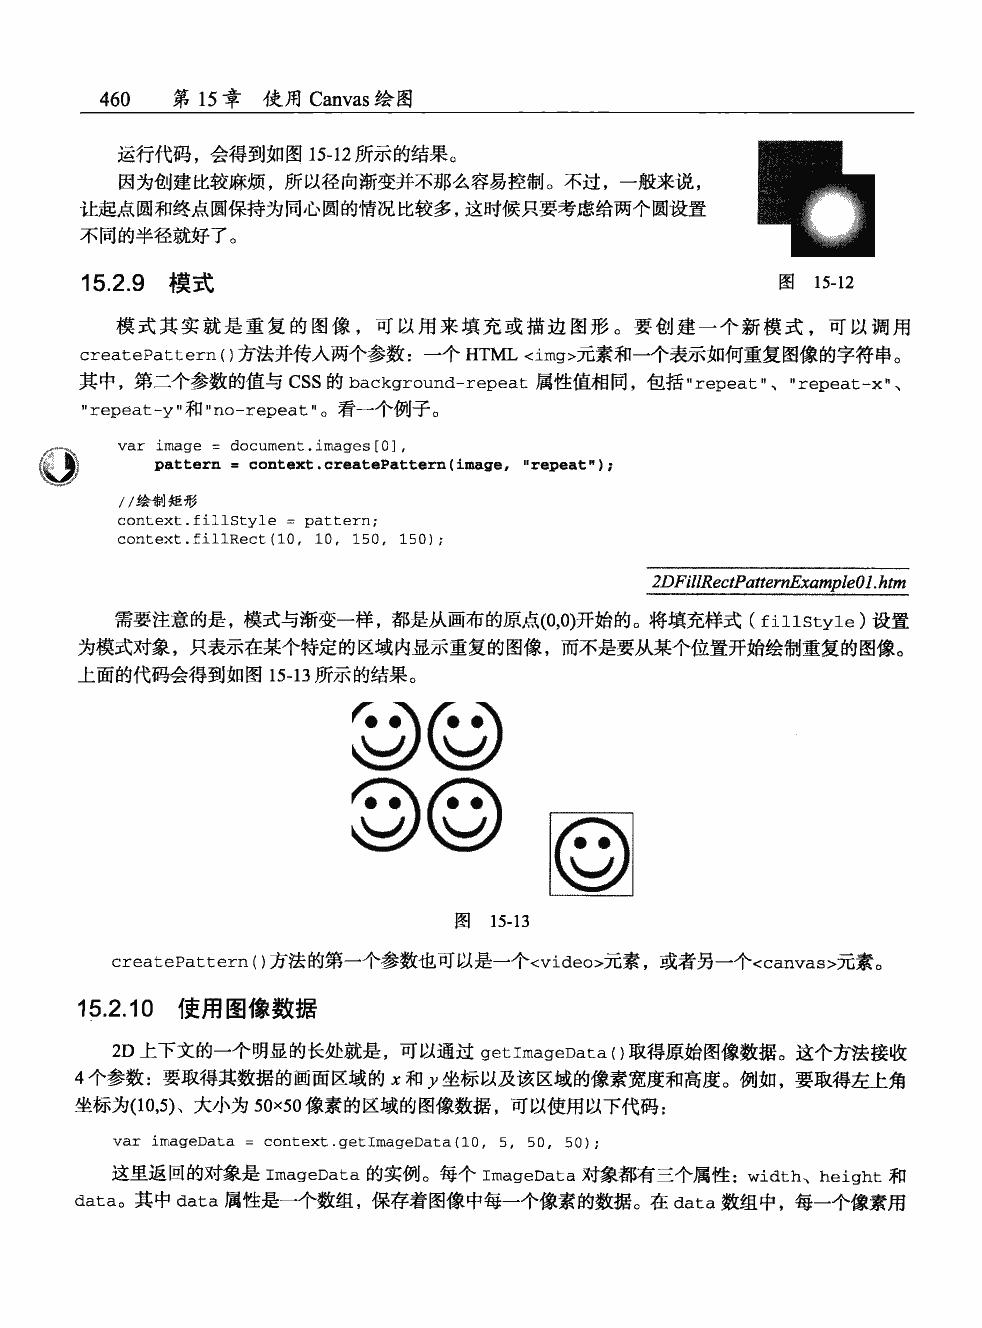 460 第 15 章 使用 Canvas 绘图
运行代码，会得到如图 15-12 所示的结果。
因为创建比较麻烦，所以径向渐变并不那么容易控制。不过，一般来说，
让起点圆和终点圆保持为同心圆的情况比较多，这时候只要考虑给两个圆设置
不同的半径就好了。
图 15-12
15.2.9 模式
模式其实就是重复的图像，可以用来填充或描边图形。要创建一个新模式，可以调用
createPattern()方法并传入两个参数：一个 HTML <img>元素和一个表示如何重复图像的字符串。
其中，第二个参数的值与 CSS 的 background-repeat 属性值相同，包括"repeat"、"repeat-x"、
"repeat-y"和"no-repeat"。看一个例子。
var image = document.images[0],
pattern = context.createPattern(image, "repeat");
//绘制矩形
context.fillStyle = pattern;
context.fillRect(10, 10, 150, 150);
2DFillRectPatternExample01.htm
需要注意的是，模式与渐变一样，都是从画布的原点(0,0)开始的。将填充样式（fillStyle）设置
为模式对象，只表示在某个特定的区域内显示重复的图像，而不是要从某个位置开始绘制重复的图像。
上面的代码会得到如图 15-13 所示的结果。
图 15-13
createPattern()方法的第一个参数也可以是一个<video>元素，或者另一个<canvas>元素。
15.2.10 使用图像数据
2D 上下文的一个明显的长处就是，可以通过 getImageData()取得原始图像数据。这个方法接收
4 个参数：要取得其数据的画面区域的 x 和 y 坐标以及该区域的像素宽度和高度。例如，要取得左上角
坐标为(10,5)、大小为 50×50 像素的区域的图像数据，可以使用以下代码：
var imageData = context.getImageData(10, 5, 50, 50);
这里返回的对象是 ImageData 的实例。每个 ImageData 对象都有三个属性：width、height 和
data。其中 data 属性是一个数组，保存着图像中每一个像素的数据。在 data 数组中，每一个像素用